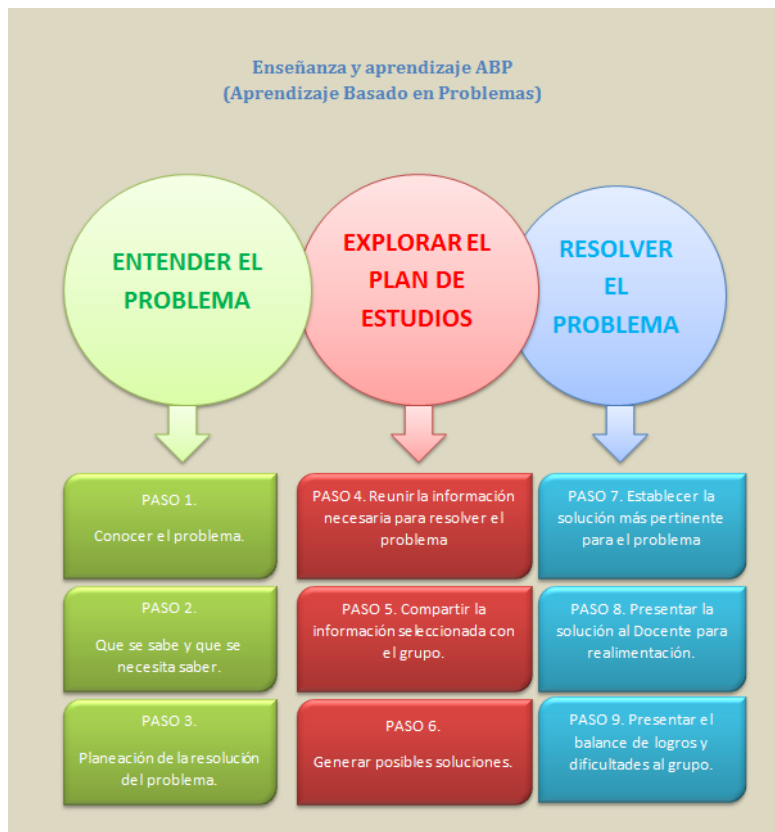 Enseñanza y aprendizaje ABP
(Aprendizaje Basado en Problemas)
ENTENDER EL
PROBLEMA
EXPLORAR EL
PLAN DE
ESTUDIOS
RESOLVER
EL
PROBLEMA
PASO 1.
Conocer el problema.
PASO 2.
Que se sabe y que se
necesita saber.
PASO 3.
Planeación de la resolución
del problema.
PASO 4. Reunir la información
necesaria para resolver el
problema
PASO 5. Compartir la
información seleccionada con
el grupo.
PASO 6.
Generar posibles soluciones.
PASO 7. Establecer la
solución más pertinente
para el problema
PASO 8. Presentar la
solución al Docente para
realimentación.
PASO 9. Presentar el
balance de logros y
dificultades al grupo.